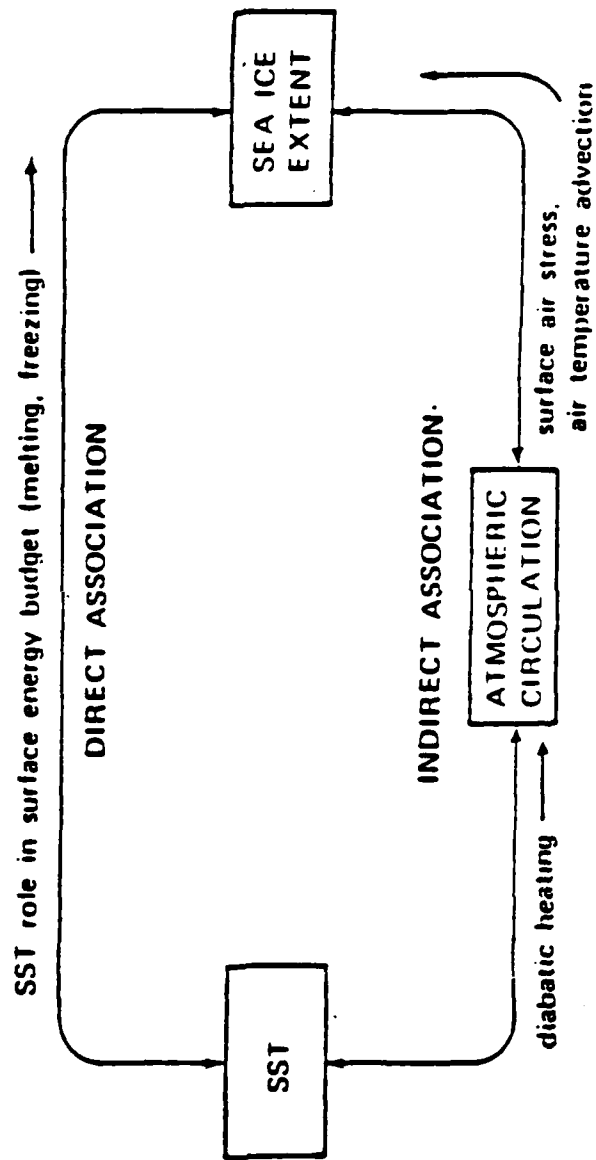 SST role in surface energy budget (melting, freezing)
DIRECT ASSOCIATION
SST
SEA ICE
EXTENT
INDIRECT ASSOCIATION·
ATMOSPHERIC
CIRCULATION
diabatic heating
surface air stress,
air temperature advection